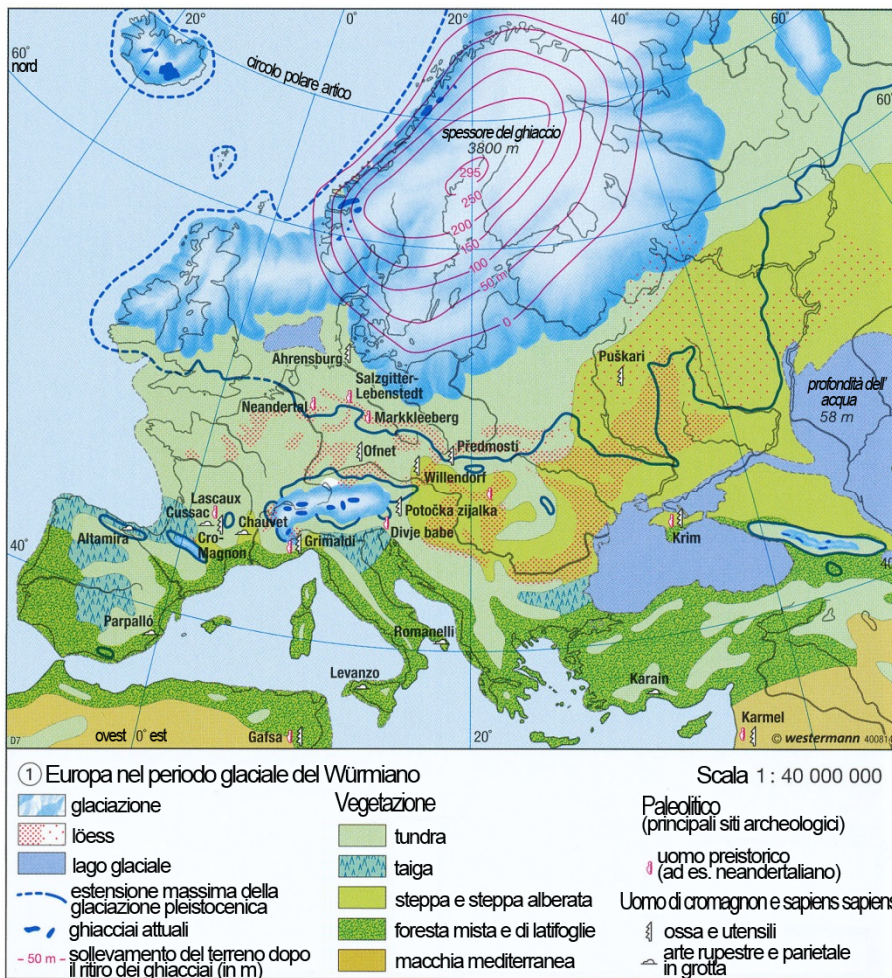 20°
0°
20°
40°
60°
60°
nord
circolo polare artico
spessore del ghiaccio
3800 m
295
250
200
150
100
50 m
0
60°
Ahrensburg
Salzgitter-
Lebenstedt
Neandertal
Markkleeberg
Puškari
profondità dell'
acqua
58 m
Ofnet
Předmostí
Willendorf
Lascaux
Cussac
Chauvet
Potočka zijalka
Altamira
Cro-
Magnon
Grimaldi
Divje babe
Krim
40°
40
Parpalló
Romanelli
Levanzo
Karain
Karmel
D7
ovest 0° est
Gafsa
20°
© westermann 400814
① Europa nel periodo glaciale del Würmiano
Scala 1 : 40 000 000
glaciazione
löess
lago glaciale
estensione massima della
glaciazione pleistocenica
ghiacciai attuali
50 m
sollevamento del terreno dopo
il ritiro dei ghiacciai (in m)
Vegetazione
tundra
taiga
steppa e steppa alberata
foresta mista e di latifoglie
macchia mediterranea
Paleolitico
(principali siti archeologici)
uomo preistorico
(ad es. neandertaliano)
Uomo di cromagnon e sapiens sapiens
ossa e utensili
arte rupestre e parietale
in grotta